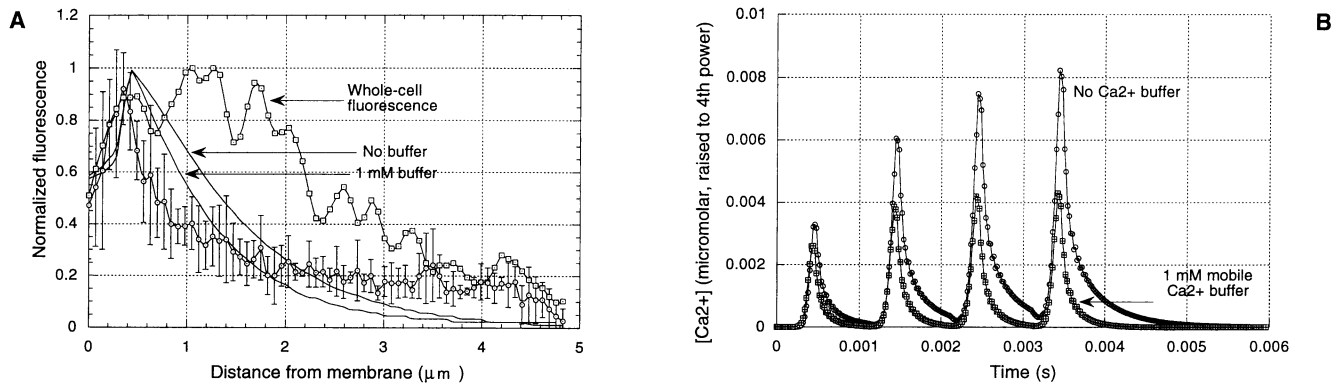 A
Normalized fluorescence
1.2
1
0.8
0.6
0.4
0.2
0
Whole-cell
fluorescence
No buffer
1 mM buffer
0
1
2
3
4
5
Distance from membrane (μm )
B
[Ca2+] (micromolar, raised to 4th power)
0.01
0.008
0.006
0.004
0.002
0
No Ca2+ buffer
1 mM mobile
Ca2+ buffer
0
0.001
0.002
0.003
0.004
0.005
0.006
Time (s)